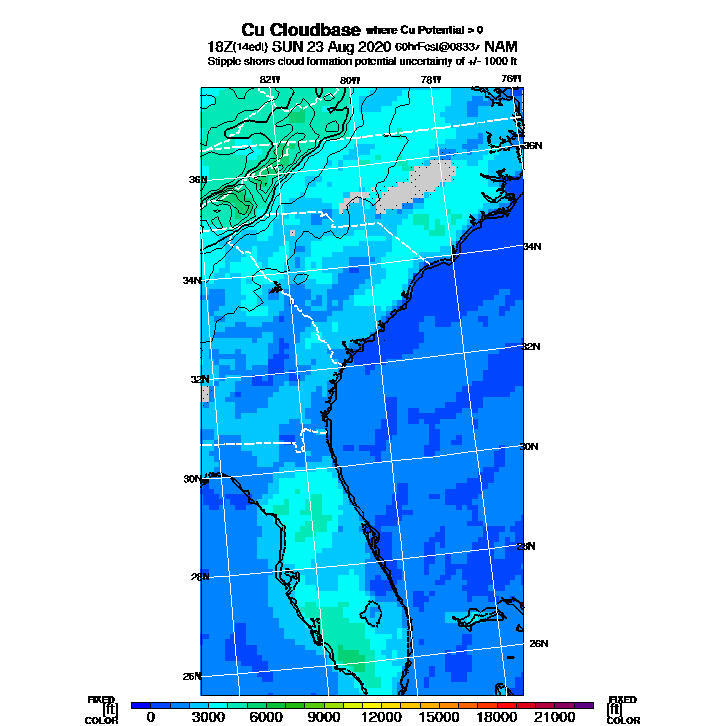 Cu Cloudbase where Cu Potential > 0
18Z(14edt) SUN 23 Aug 2020 60hrFcst@0833z NAM
Stipple shows cloud formation potential uncertainty of +/- 1000 ft
82W 80W 78W 76W
36N
36N
34N
34N
32N
32N
30N
30N
28N
28N
26N
26N
FIXED FIXED
[ft] [ft]
COLOR 0 3000 6000 9000 12000 15000 18000 21000 COLOR